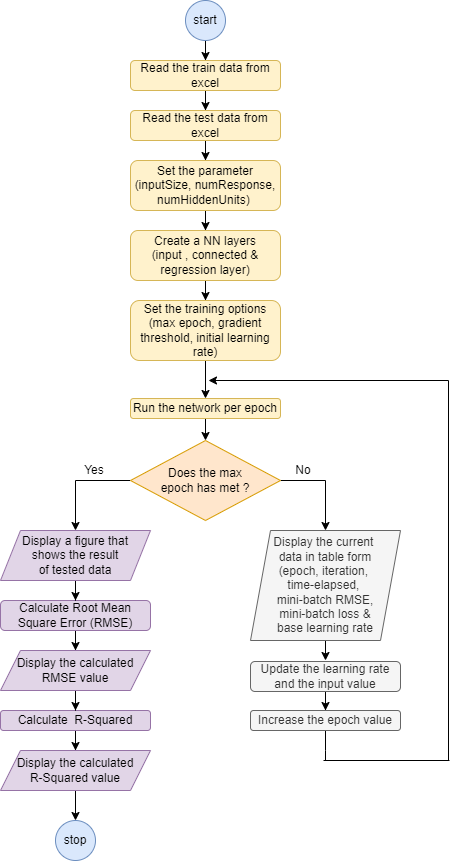 start
Read the train data from
excel
Read the test data from
excel
Set the parameter
(inputSize, numResponse,
numHiddenUnits)
Create a NN layers
(input , connected &
regression layer)
Set the training options
(max epoch, gradient
threshold, initial learning
rate)
Run the network per epoch
Does the max
epoch has met ?
Yes
No
Display a figure that
shows the result
of tested data
Calculate Root Mean
Square Error (RMSE)
Display the calculated
RMSE value
Calculate R-Squared
Display the calculated
R-Squared value
stop
Display the current
data in table form
(epoch, iteration,
time-elapsed,
mini-batch RMSE,
mini-batch loss &
base learning rate
Update the learning rate
and the input value
Increase the epoch value